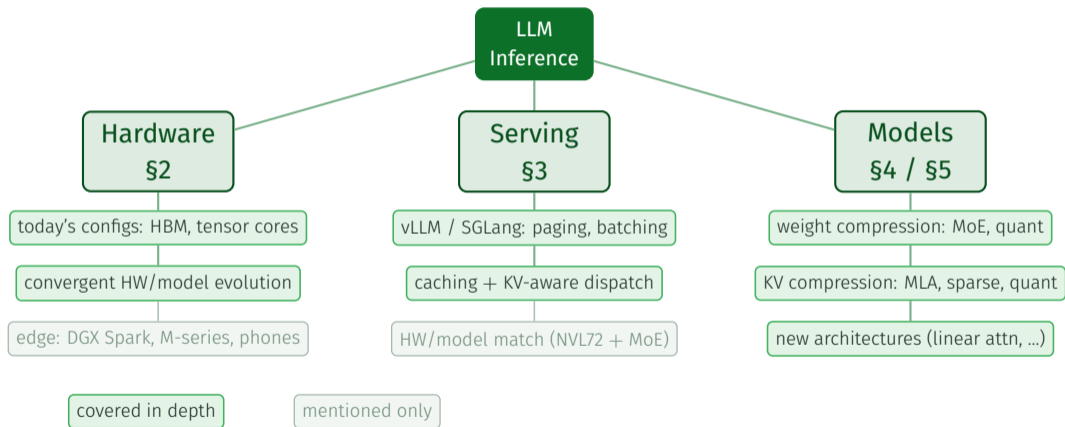 LLM
Inference
Hardware
§2
today's configs: HBM, tensor cores
convergent HW/model evolution
edge: DGX Spark, M-series, phones
Serving
§3
vLLM / SGLang: paging, batching
caching + KV-aware dispatch
HW/model match (NVL72 + MoE)
Models
§4 / §5
weight compression: MoE, quant
KV compression: MLA, sparse, quant
new architectures (linear attn, ...)
covered in depth
mentioned only